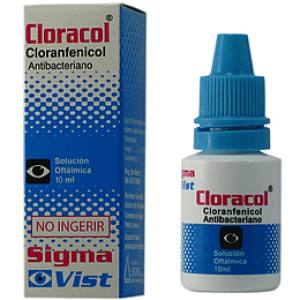 Cloracol®
Cloranfenicol
Antibacteriano
Solución
Oftálmica
10 ml
NO INGERIR
Sigma
Vist
Sigma
Vist
Cloracol®
Cloranfenicol
Antibacteriano
Solución
Oftálmica
10ml